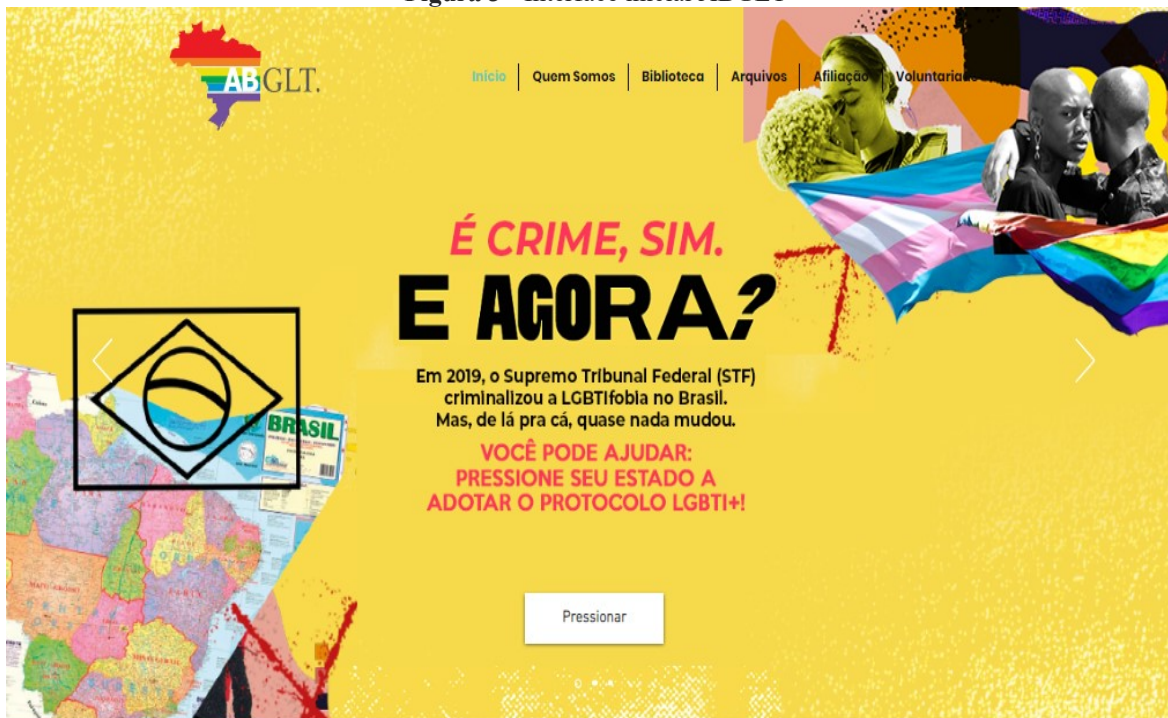 ABGLT.
Início
Quem Somos
Biblioteca
Arquivos
Afiliação
É CRIME, SIM.
E AGORA?
Em 2019, o Supremo Tribunal Federal (STF)
criminalizou a LGBTIfobia no Brasil.
Mas, de lá pra cá, quase nada mudou.
BRASIL
VOCÊ PODE AJUDAR:
PRESSIONE SEU ESTADO A
ADOTAR O PROTOCOLO LGBTI+!
Pressionar